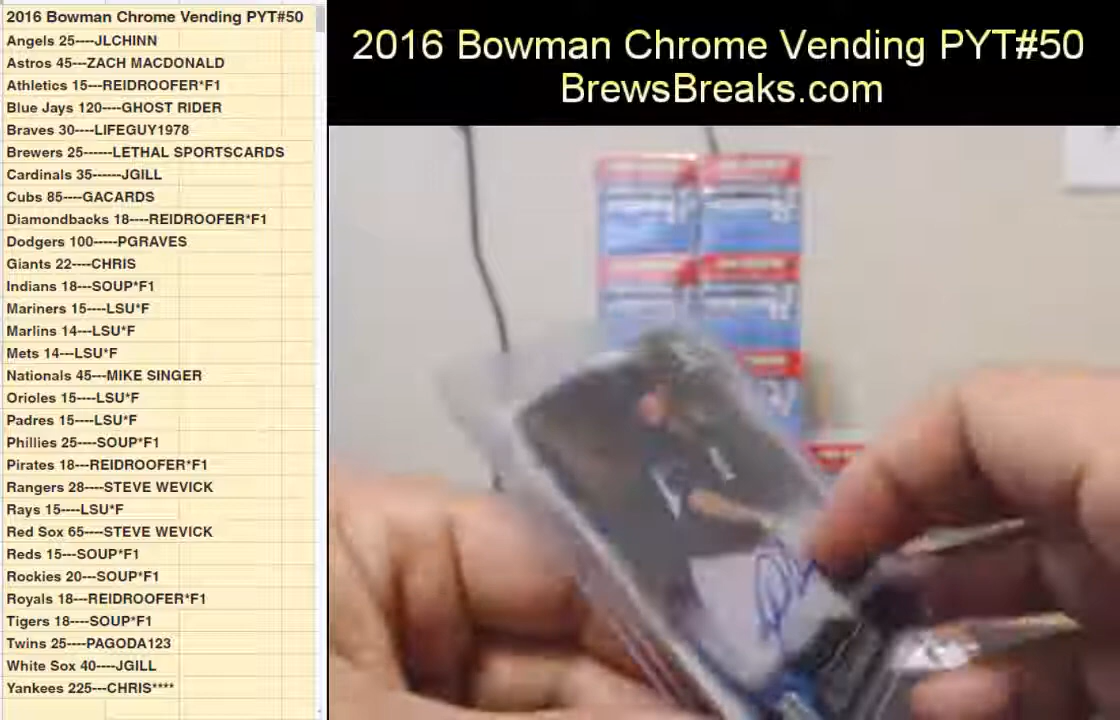 2016 Bowman Chrome Vending PYT#50
Angels 25----JLCHINN
Astros 45---ZACH MACDONALD
Athletics 15---REIDROOFER*F1
Blue Jays 120----GHOST RIDER
Braves 30----LIFEGUY1978
Brewers 25------LETHAL SPORTSCARDS
Cardinals 35------JGILL
Cubs 85----GACARDS
Diamondbacks 18----REIDROOFER*F1
Dodgers 100-----PGRAVES
Giants 22----CHRIS
Indians 18---SOUP*F1
Mariners 15----LSU*F
Marlins 14---LSU*F
Mets 14---LSU*F
Nationals 45---MIKE SINGER
Orioles 15----LSU*F
Padres 15----LSU*F
Phillies 25----SOUP*F1
Pirates 18---REIDROOFER*F1
Rangers 28----STEVE WEVICK
Rays 15----LSU*F
Red Sox 65----STEVE WEVICK
Reds 15---SOUP*F1
Rockies 20---SOUP*F1
Royals 18---REIDROOFER*F1
Tigers 18----SOUP*F1
Twins 25----PAGODA123
White Sox 40----JGILL
Yankees 225---CHRIS****
2016 Bowman Chrome Vending PYT#50
BrewsBreaks.com